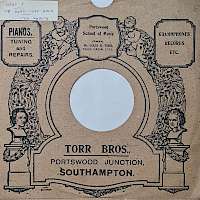 PIANOS,
TUNING
and
REPAIRS.
Portswood
School of Music
GRAMOPHONES
RECORDS
ETC.
TORR BROS.,
PORTSWOOD JUNCTION,
SOUTHAMPTON.